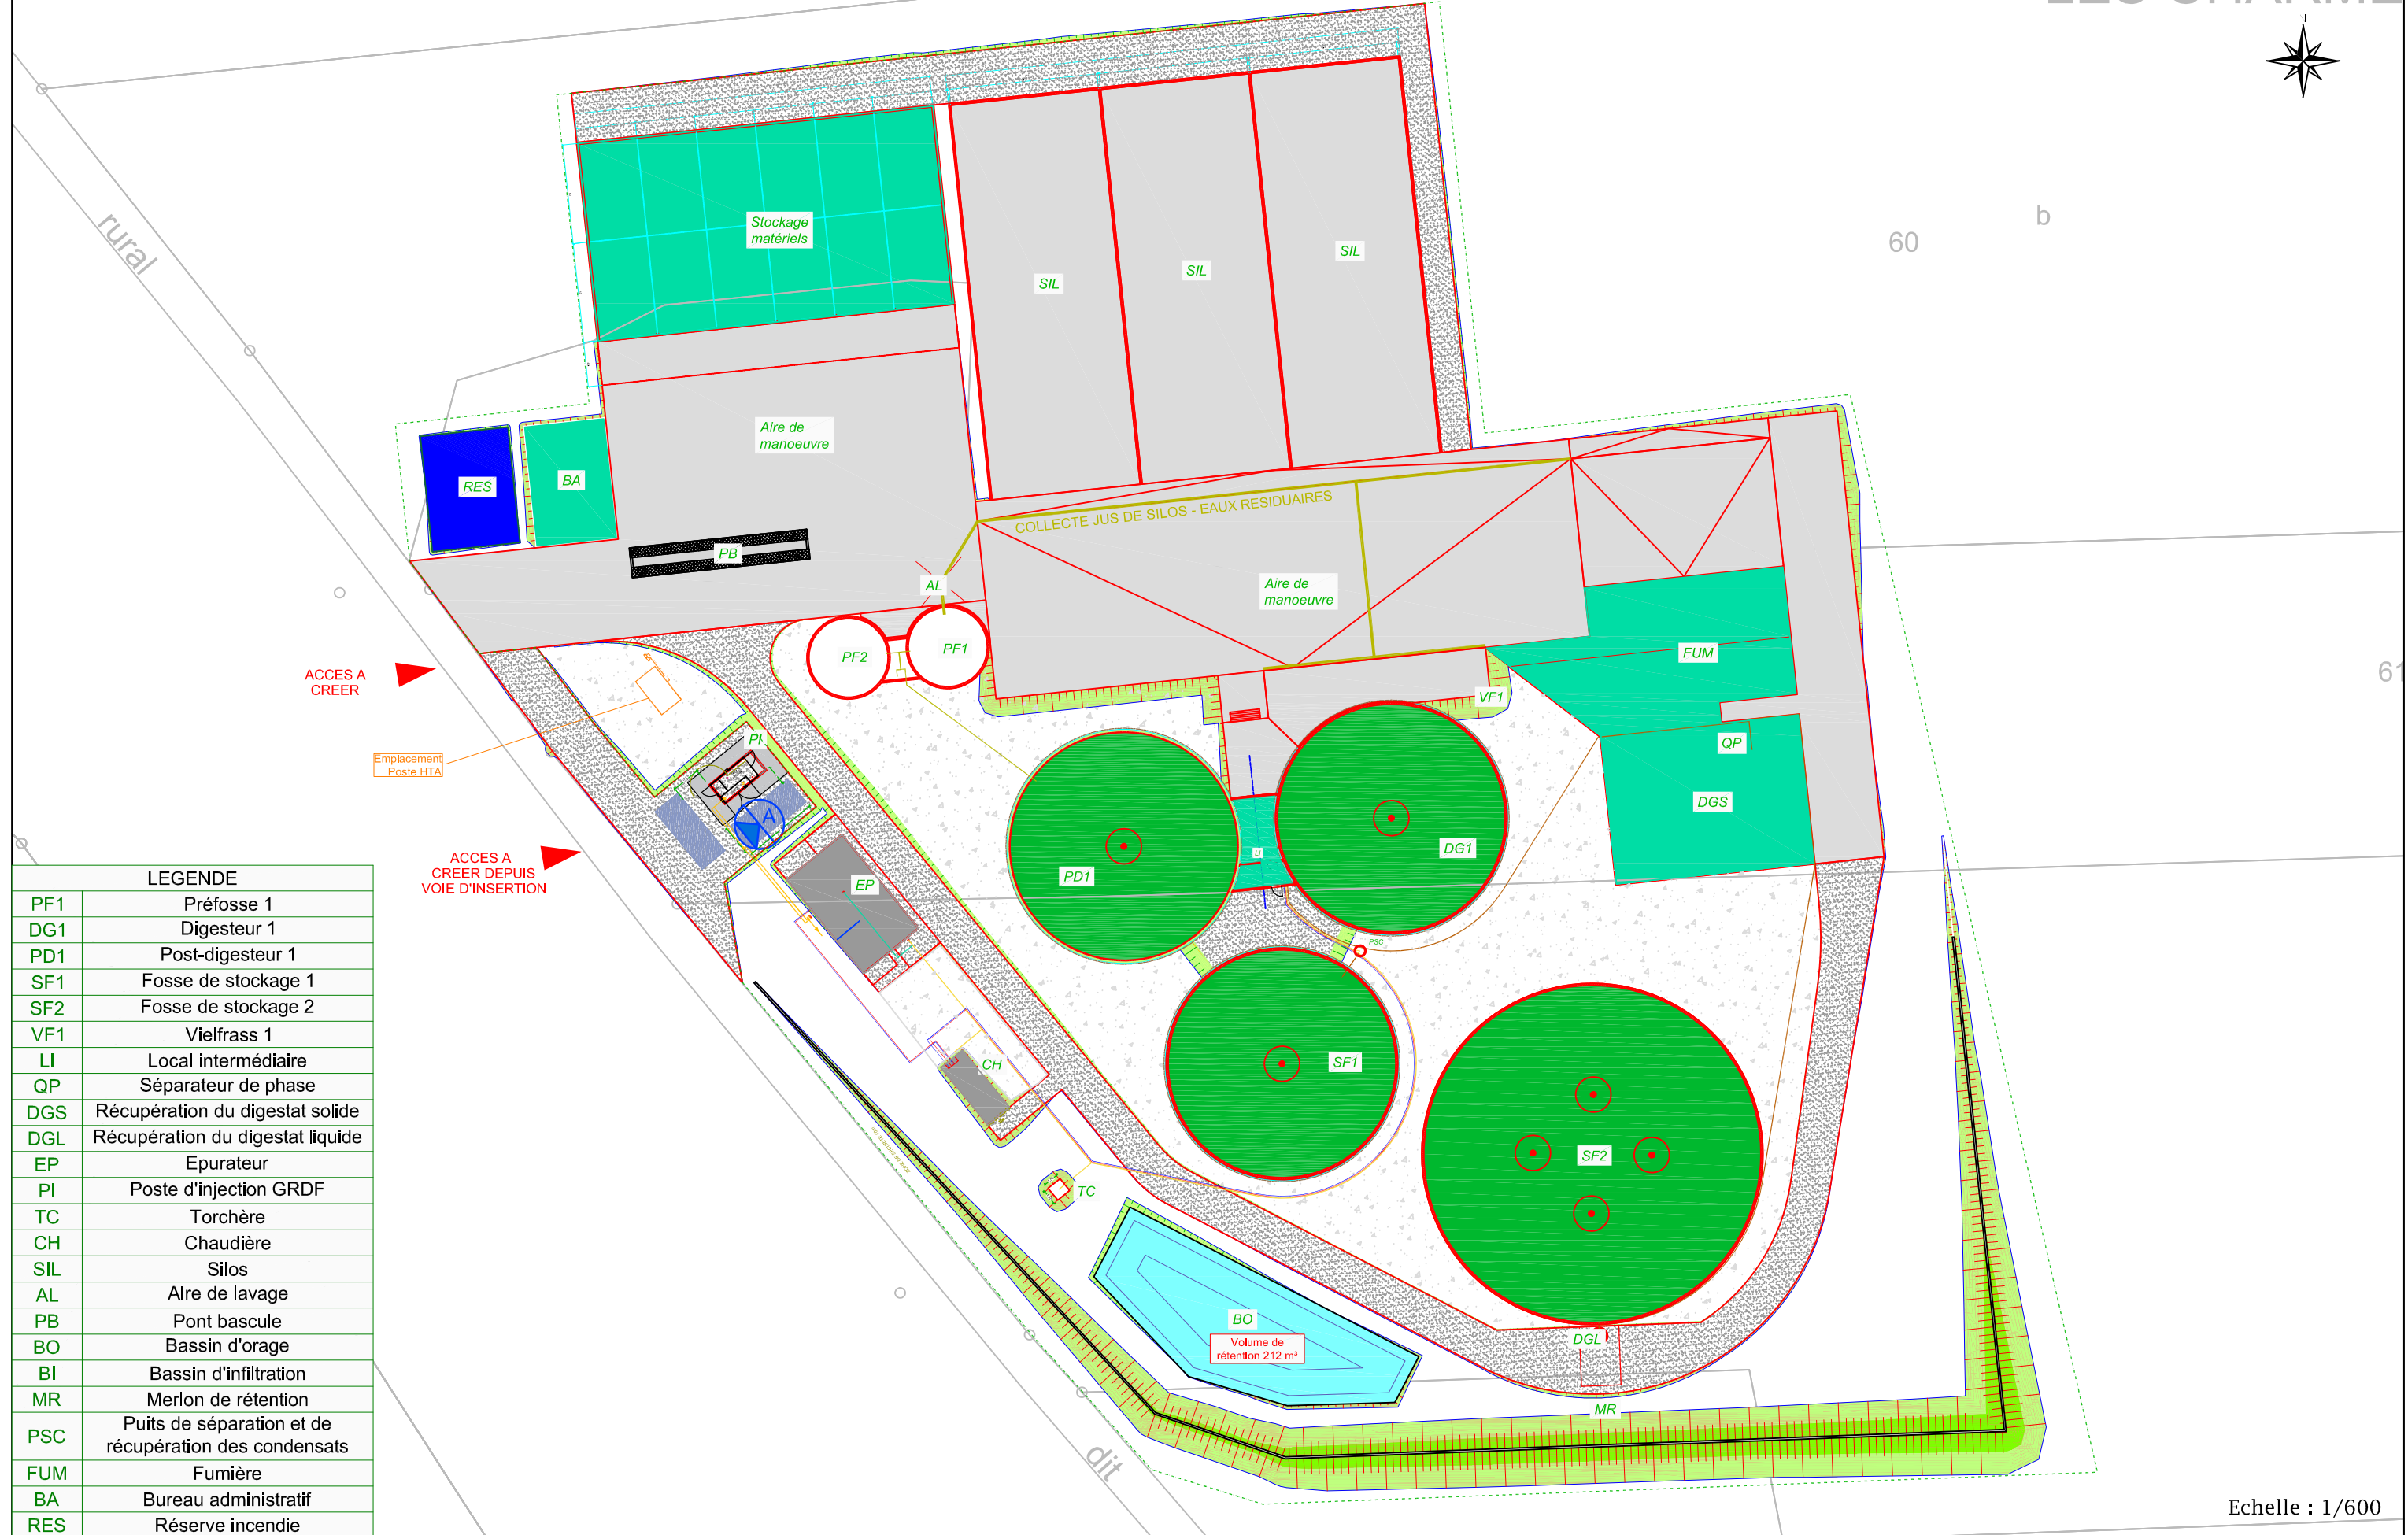 rural
60
b
61
Stockage
matériels
SIL
SIL
SIL
Aire de
manoeuvre
RES
BA
PB
COLLECTE JUS DE SILOS - EAUX RESIDUAIRES
AL
Aire de
manoeuvre
PF2
PF1
FUM
ACCES A
CREER
VF1
QP
Emplacement
Poste HTA
PI
A
DGS
ACCES A
CREER DEPUIS
VOIE D'INSERTION
LI
DG1
PD1
EP
PSC
CH
SF1
SF2
TC
BO
Volume de
rétention 212 m³
DGL
MR
dit
LEGENDE
PF1 Préfosse 1
DG1 Digesteur 1
PD1 Post-digesteur 1
SF1 Fosse de stockage 1
SF2 Fosse de stockage 2
VF1 Vielfrass 1
LI Local intermédiaire
QP Séparateur de phase
DGS Récupération du digestat solide
DGL Récupération du digestat liquide
EP Epurateur
PI Poste d'injection GRDF
TC Torchère
CH Chaudière
SIL Silos
AL Aire de lavage
PB Pont bascule
BO Bassin d'orage
BI Bassin d'infiltration
MR Merlon de rétention
PSC Puits de séparation et de
récupération des condensats
FUM Fumière
BA Bureau administratif
RES Réserve incendie
Echelle : 1/600